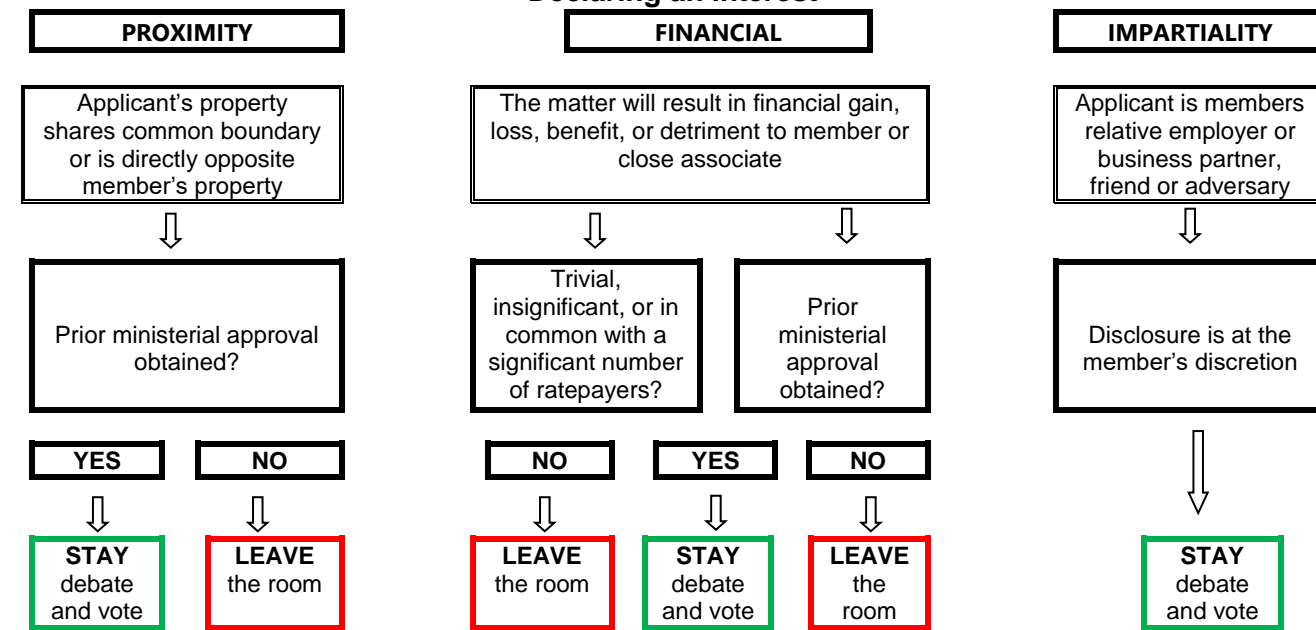 Declaring an Interest
PROXIMITY
FINANCIAL
IMPARTIALITY
Applicant's property
shares common boundary
or is directly opposite
member's property
The matter will result in financial gain,
loss, benefit, or detriment to member or
close associate
Applicant is members
relative employer or
business partner,
friend or adversary
Prior ministerial approval
obtained?
Trivial,
insignificant, or in
common with a
significant number
of ratepayers?
Prior
ministerial
approval
obtained?
Disclosure is at the
member's discretion
YES
NO
NO
YES
NO
STAY
debate
and vote
LEAVE
the room
LEAVE
the room
STAY
debate
and vote
LEAVE
the
room
STAY
debate
and vote